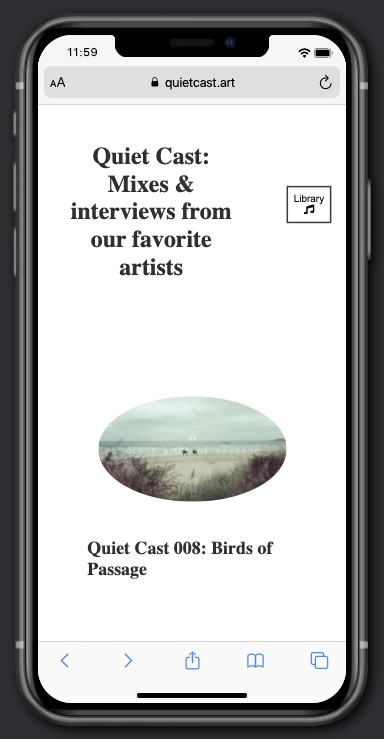 11:59
AA
quietcast.art
Quiet Cast:
Mixes &
interviews from
our favorite
artists
Library
Quiet Cast 008: Birds of
Passage